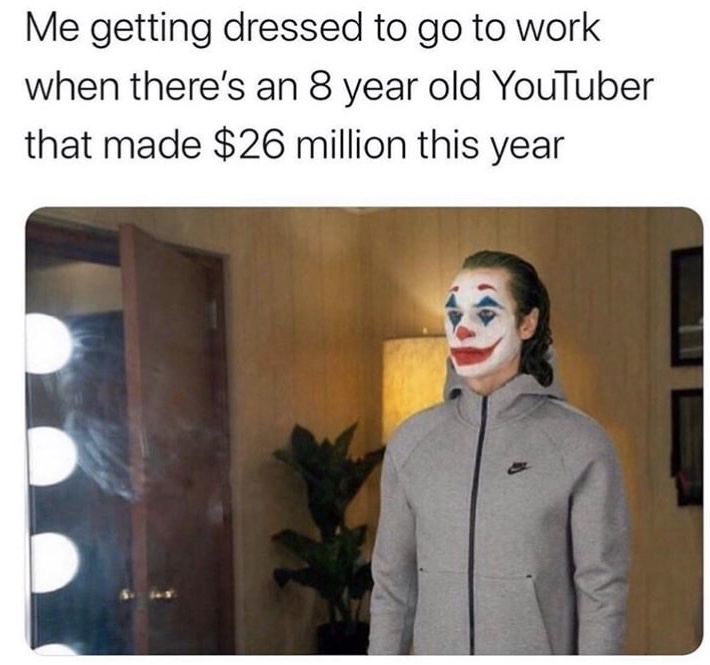 Me getting dressed to go to work
when there's an 8 year old YouTuber
that made $26 million this year